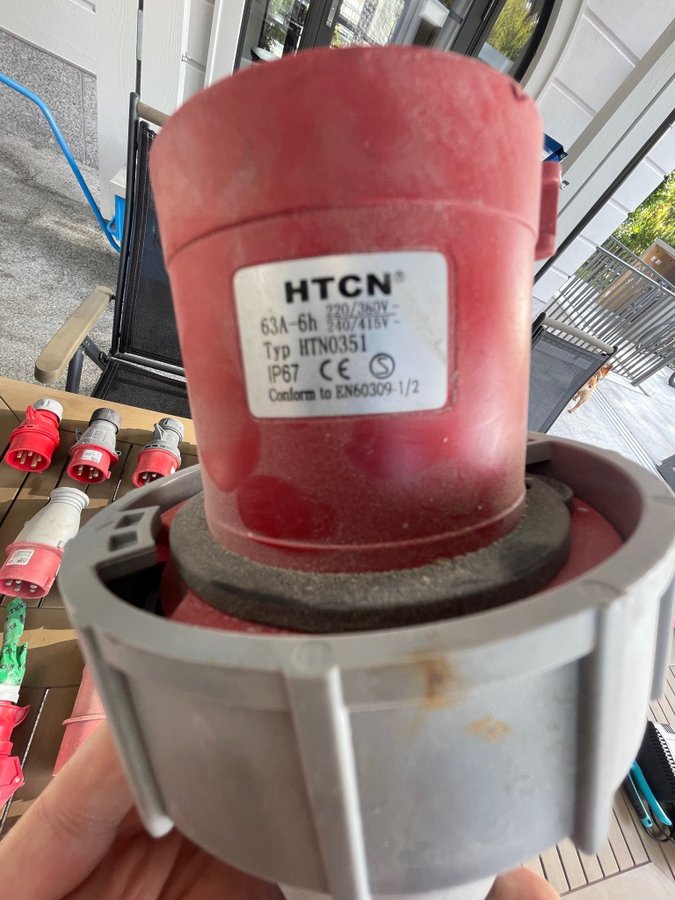 HTCN®
63A-6h 220/380V~
240/415V~
Typ HTN0351
IP67 CE S
Conform to EN60309-1/2